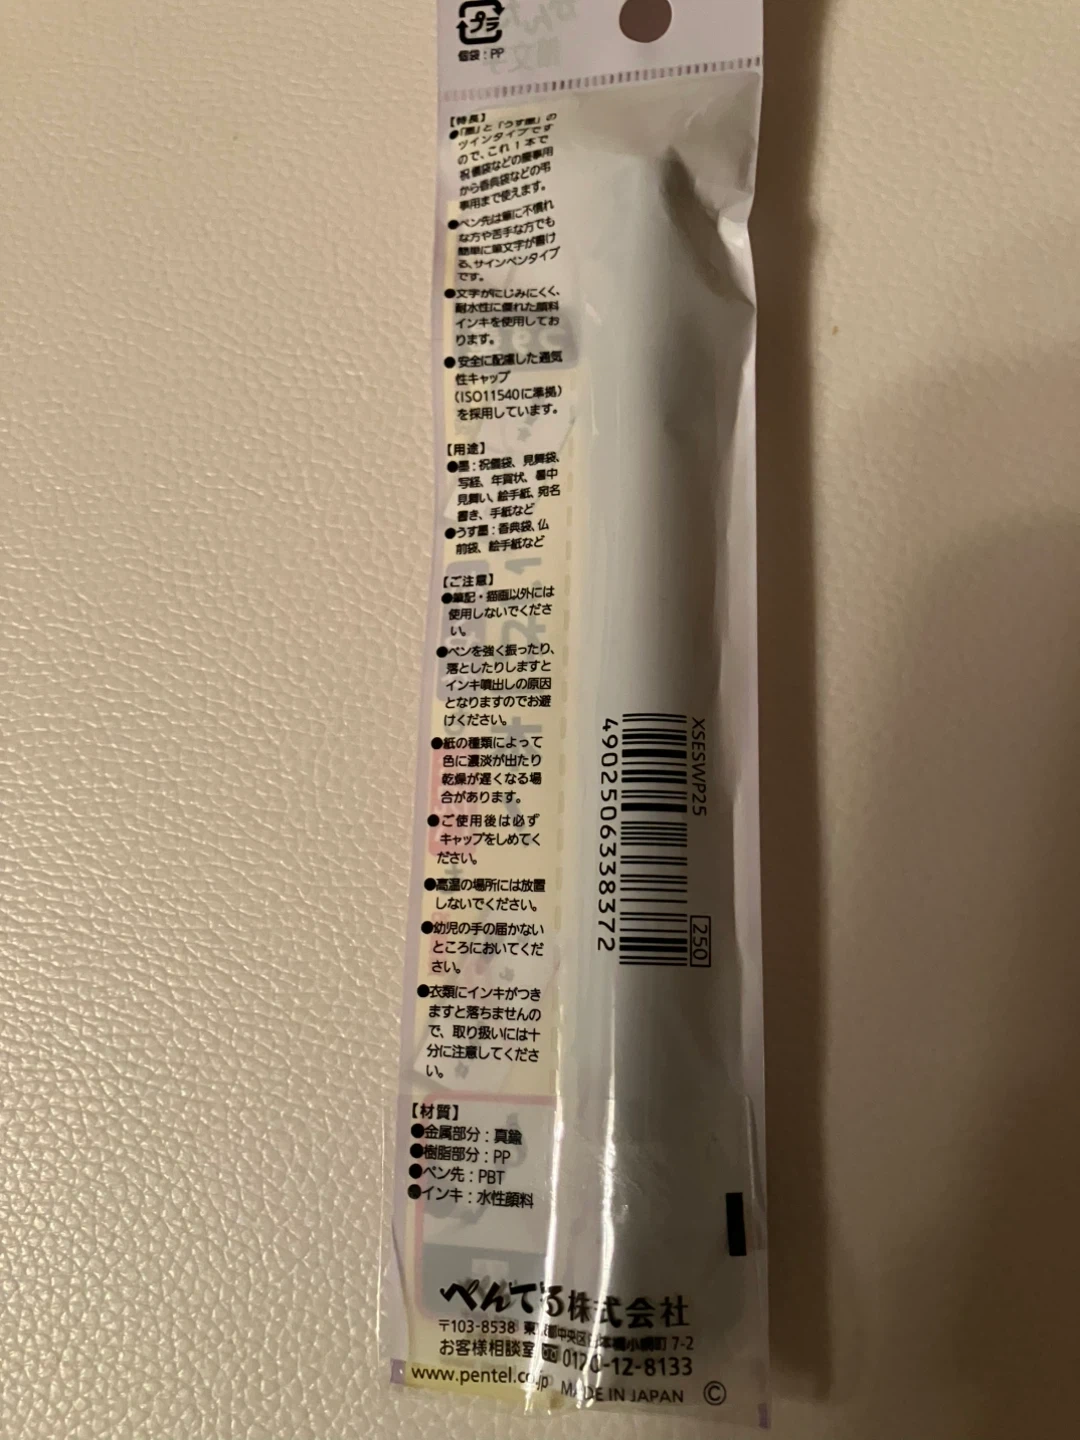 プラ
個袋：PP
【特長】
●「墨」と「うす墨」の
ツインタイプです
ので、これ1本で
祝儀袋などの慶事用
から香典袋などの弔
事用まで使えます。
●ペン先は筆に不慣れ
な方や苦手な方でも
簡単に筆文字が書け
る、サインペンタイプ
です。
●文字がにじみにくく、
耐水性に優れた顔料
インキを使用してお
ります。
●安全に配慮した通気
性キャップ
（ISO11540に準拠）
を採用しています。
【用途】
●墨：祝儀袋、見舞袋、
写経、年賀状、暑中
見舞い、絵手紙、宛名
書き、手紙など
●うす墨：香典袋、仏
前袋、絵手紙など
【ご注意】
●筆記・描画以外には
使用しないでくださ
い。
●ペンを強く振ったり、
落としたりしますと
インキ噴出しの原因
となりますのでお避
けください。
●紙の種類によって
色に濃淡が出たり
乾燥が遅くなる場
合があります。
●ご使用後は必ず
キャップをしめてく
ださい。
●高温の場所には放置
しないでください。
●幼児の手の届かない
ところにおいてくだ
さい。
●衣類にインキがつき
ますと落ちませんの
で、取り扱いには十
分に注意してくださ
い。
【材質】
●金属部分：真鍮
●樹脂部分：PP
●ペン先：PBT
●インキ：水性顔料
XSESWP25
4902506338372
250
ぺんてる株式会社
〒103-8538 東京都中央区日本橋小網町7-2
お客様相談室 0120-12-8133
www.pentel.co.jp MADE IN JAPAN Ⓒ